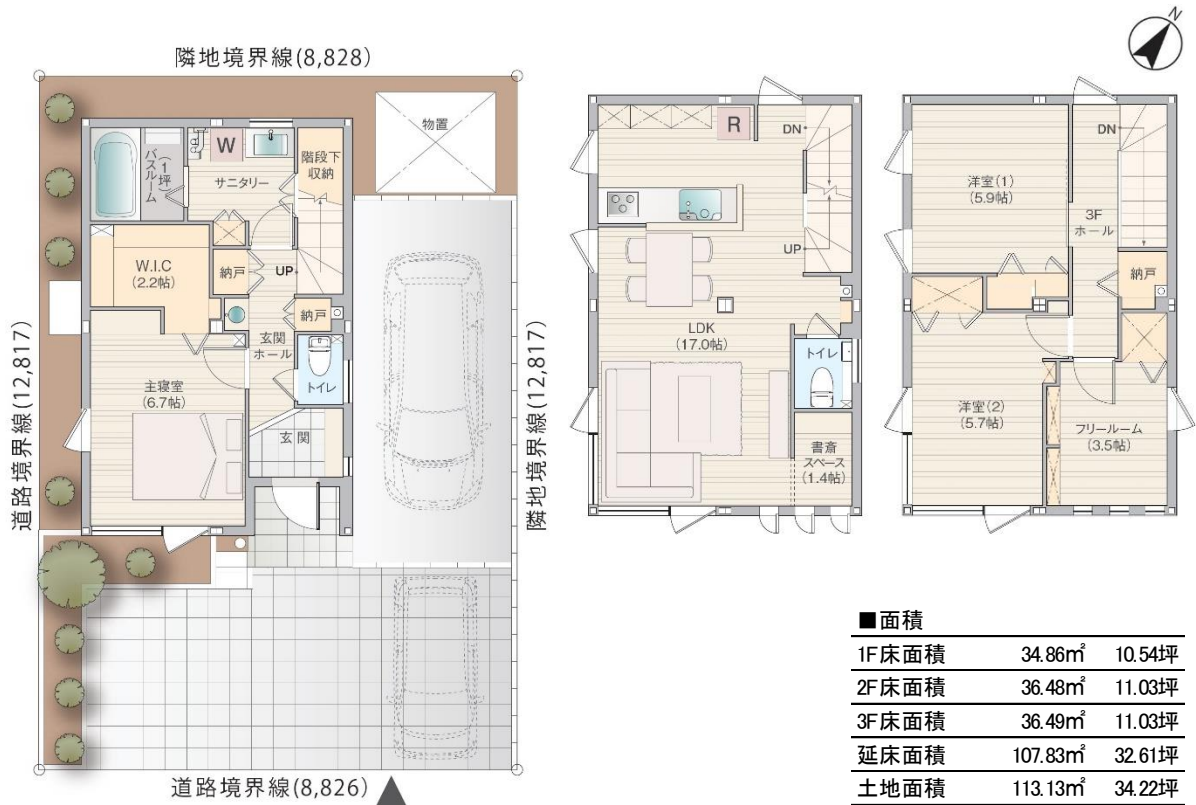 N
隣地境界線(8,828)
物置
(1坪)
バスルーム
W
サニタリー
階段下
収納
W.I.C
(2.2帖)
納戸
UP
納戸
玄関
ホール
トイレ
主寝室
(6.7帖)
玄関
道路境界線(12,817)
隣地境界線(12,817)
道路境界線(8,826)
R
DN
UP
LDK
(17.0帖)
トイレ
書斎
スペース
(1.4帖)
洋室(1)
(5.9帖)
DN
3F
ホール
納戸
洋室(2)
(5.7帖)
フリールーム
(3.5帖)
■面積
1F床面積 34.86㎡ 10.54坪
2F床面積 36.48㎡ 11.03坪
3F床面積 36.49㎡ 11.03坪
延床面積 107.83㎡ 32.61坪
土地面積 113.13㎡ 34.22坪